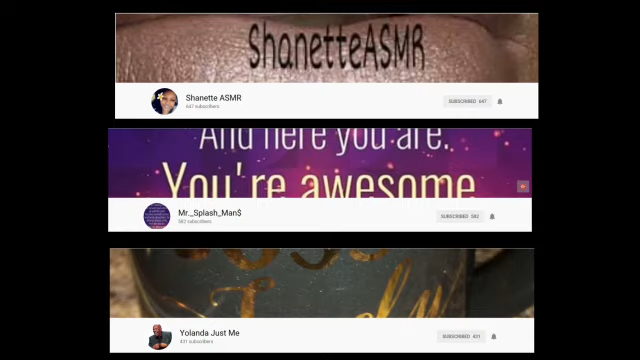 ShanetteASMR
Shanette ASMR
647 subscribers
SUBSCRIBED 647
And here you are.
You're awesome
Mr._Splash_Man$
582 subscribers
SUBSCRIBED 582
Yolanda Just Me
431 subscribers
SUBSCRIBED 431